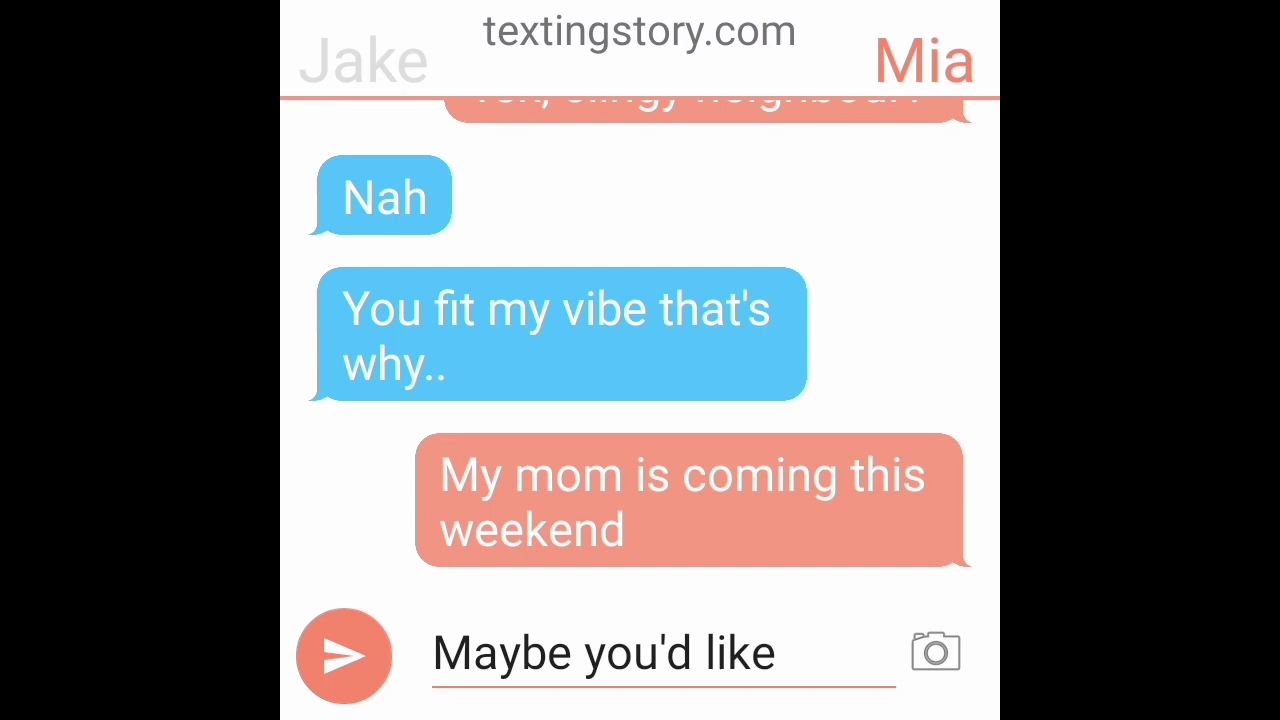 textingstory.com
Jake
Mia
Nah
You fit my vibe that's
why..
My mom is coming this
weekend
Maybe you'd like